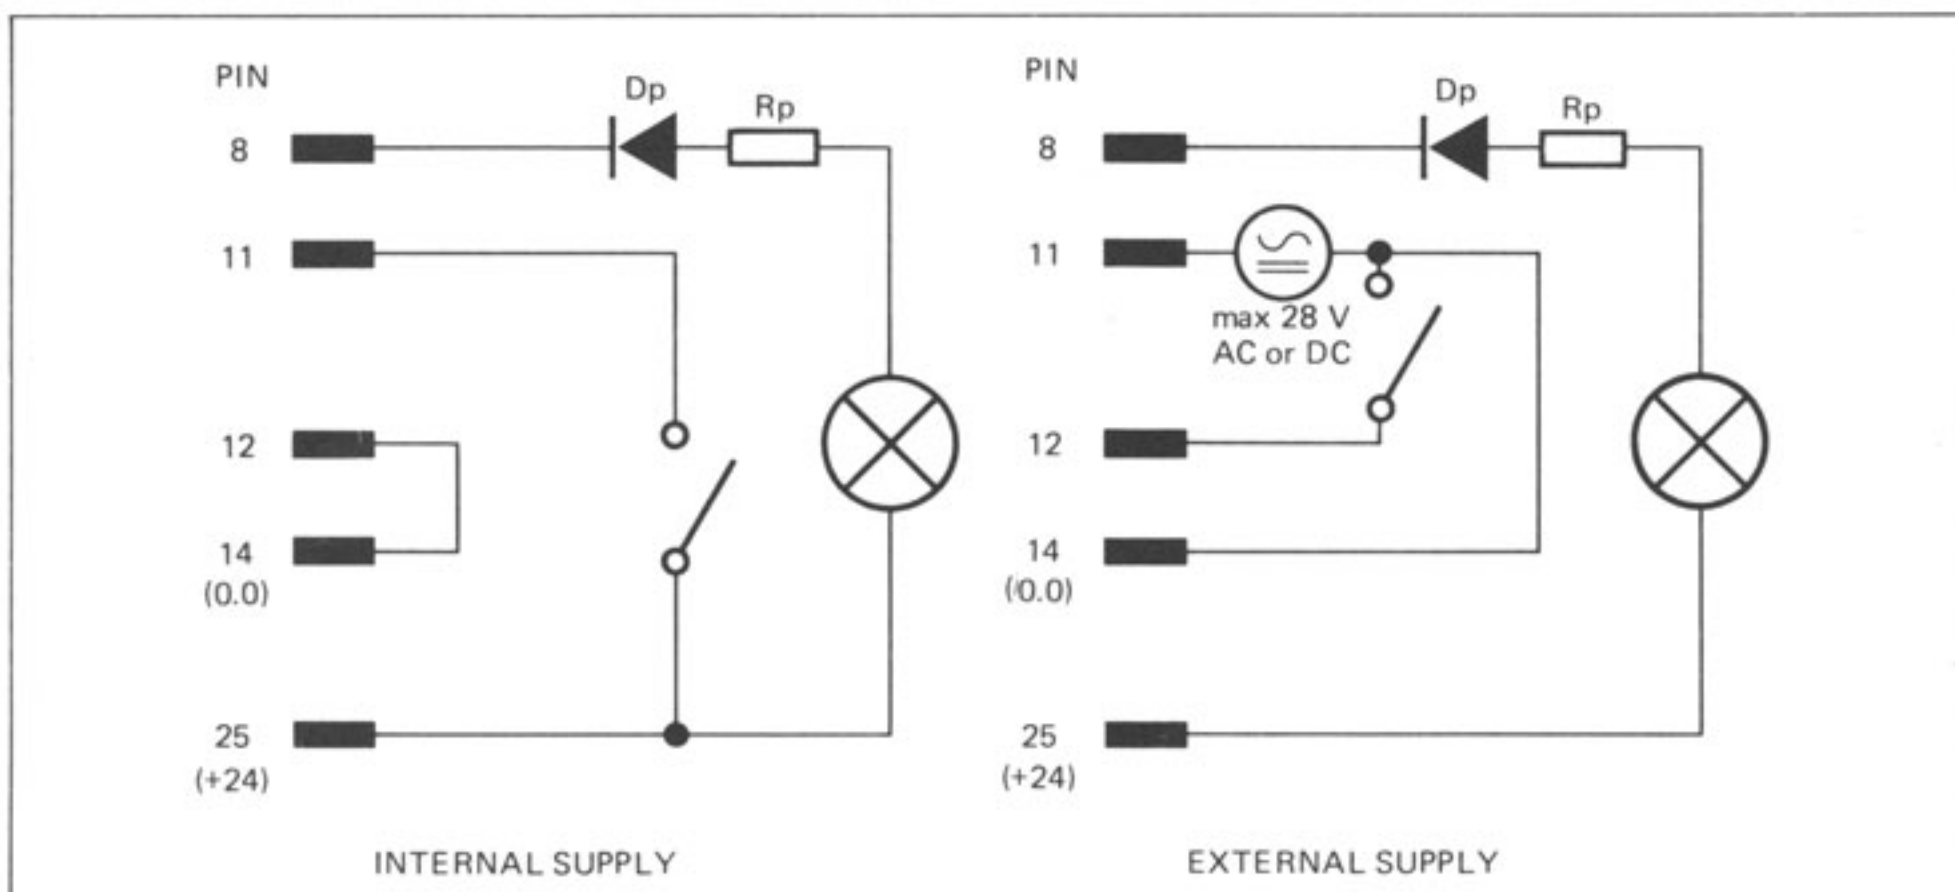 PIN
8
11
12
14
(0.0)
25
(+24)
Dp
Rp
INTERNAL SUPPLY
PIN
8
11
12
14
(0.0)
25
(+24)
Dp
Rp
max 28 V
AC or DC
EXTERNAL SUPPLY